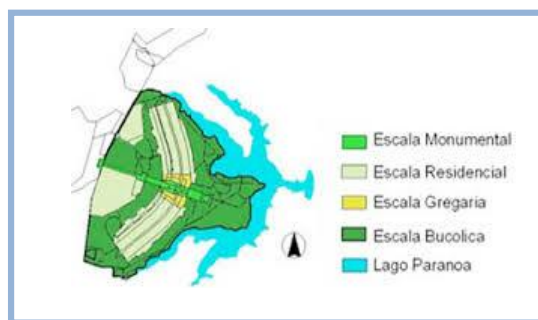 Escala Monumental
Escala Residencial
Escala Gregaria
Escala Bucolica
Lago Paranoa